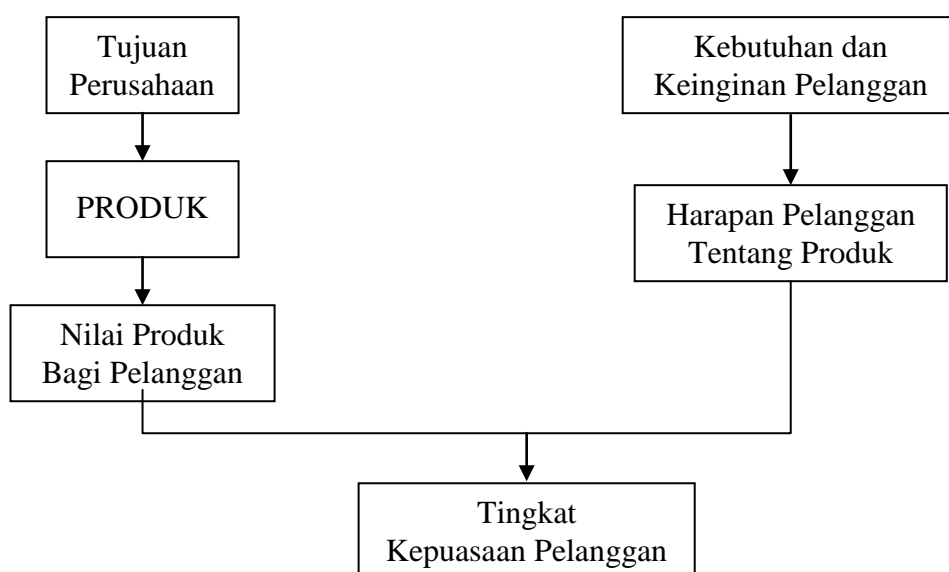 Tujuan
Perusahaan
Kebutuhan dan
Keinginan Pelanggan
PRODUK
Harapan Pelanggan
Tentang Produk
Nilai Produk
Bagi Pelanggan
Tingkat
Kepuasaan Pelanggan